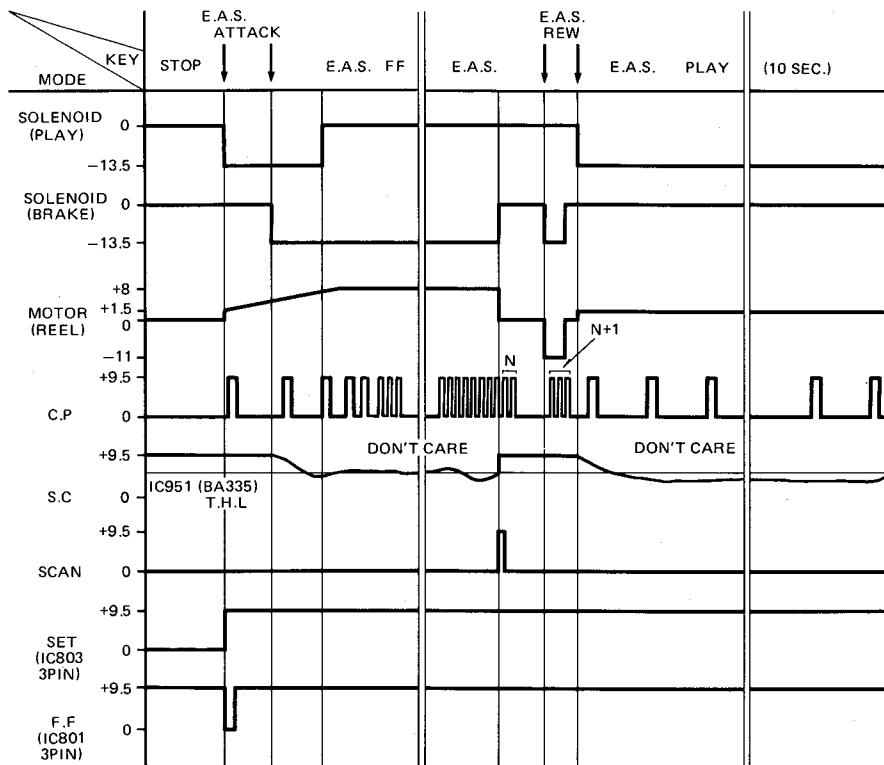 E.A.S.
ATTACK
E.A.S.
REW
KEY
MODE
STOP
E.A.S. FF
E.A.S.
E.A.S. PLAY (10 SEC.)
SOLENOID
(PLAY)
0
−13.5
SOLENOID
(BRAKE)
0
−13.5
MOTOR
(REEL)
+8
+1.5
0
−11
N
N+1
C.P
+9.5
0
S.C
+9.5
DON'T CARE
DON'T CARE
IC951 (BA335)
T.H.L
0
SCAN
+9.5
0
SET
(IC803
3PIN)
+9.5
0
F.F
(IC801
3PIN)
+9.5
0